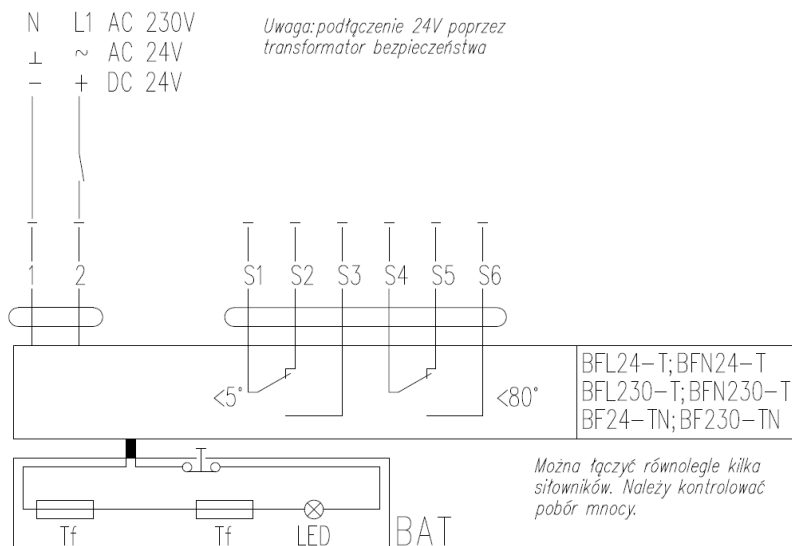 N L1 AC 230V
⊥ ~ AC 24V
− + DC 24V
Uwaga: podłączenie 24V poprzez
transformator bezpieczeństwa
1 2 S1 S2 S3 S4 S5 S6
<5° <80°
BFL24-T; BFN24-T
BFL230-T; BFN230-T
BF24-TN; BF230-TN
Można łączyć równolegle kilka
siłowników. Należy kontrolować
pobór mnocy.
Tf Tf LED BAT